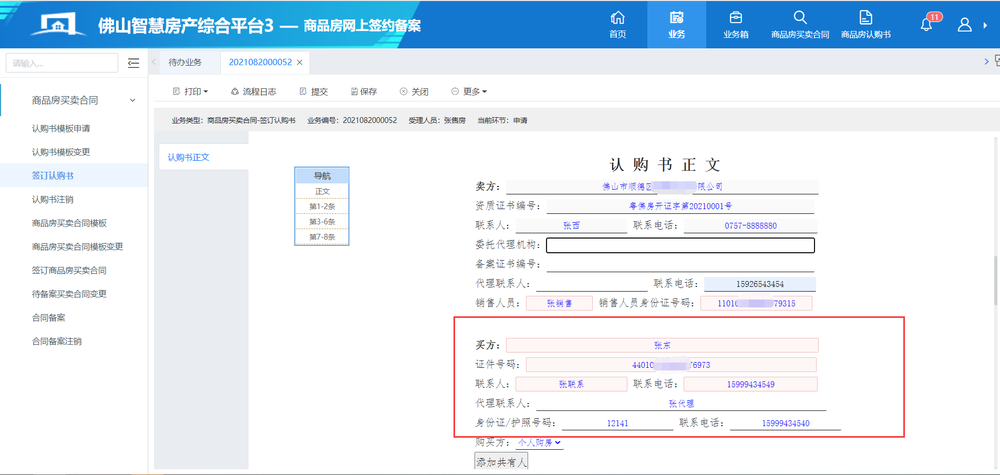 佛山智慧房产综合平台3 — 商品房网上签约备案
首页
业务
业务箱
商品房买卖合同
商品房认购书
11
请输入...
待办业务
2021082000052
商品房买卖合同
认购书模板申请
认购书模板变更
签订认购书
认购书注销
商品房买卖合同模板
商品房买卖合同模板变更
签订商品房买卖合同
待备案买卖合同变更
合同备案
合同备案注销
打印 流程日志 提交 保存 关闭 更多
业务类型：商品房买卖合同-签订认购书 业务编号：2021082000052 受理人员：张售房 当前环节：申请
认购书正文
导航
正文
第1-2条
第3-6条
第7-8条
认购书正文
卖方：佛山市顺德区 限公司
资质证书编号：粤佛房开证字第20210001号
联系人：张西 联系电话：0757-8888880
委托代理机构：
备案证书编号：
代理联系人： 联系电话：15926543454
销售人员：张销售 销售人员身份证号码：11010 79315
买方：张东
证件号码：44010 76973
联系人：张联系 联系电话：15999434549
代理联系人：张代理
身份证/护照号码：12141 联系电话：15999434540
购买方：个人购房
添加共有人